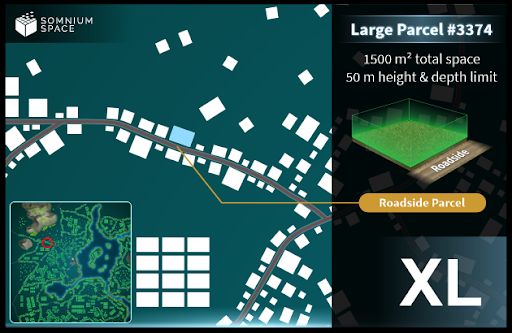 SOMNIUM
SPACE
Large Parcel #3374
1500 m² total space
50 m height & depth limit
Roadside
Roadside Parcel
XL